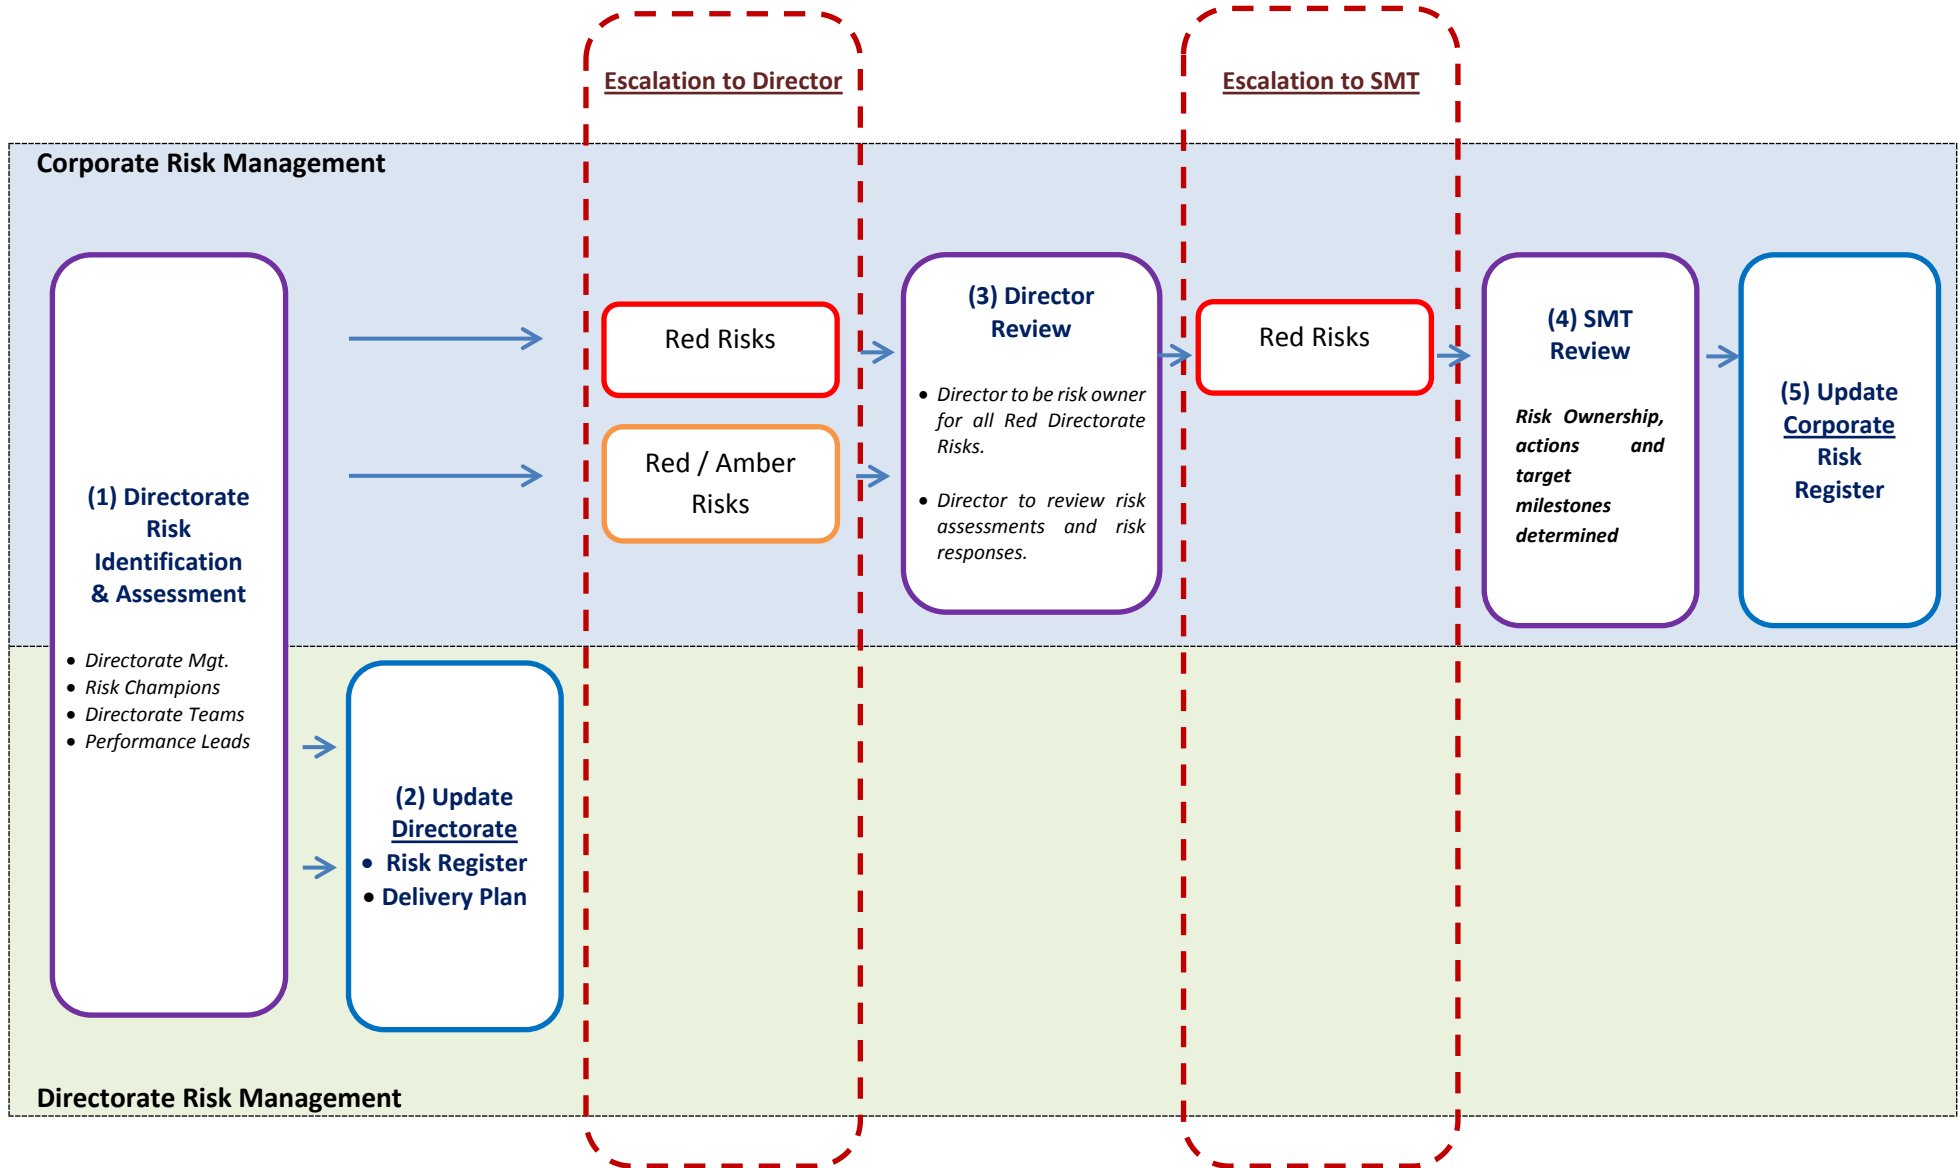 Escalation to Director
Escalation to SMT
Corporate Risk Management
(1) Directorate
Risk
Identification
& Assessment
• Directorate Mgt.
• Risk Champions
• Directorate Teams
• Performance Leads
(2) Update
Directorate
• Risk Register
• Delivery Plan
Red Risks
Red / Amber
Risks
(3) Director
Review
• Director to be risk owner
for all Red Directorate
Risks.
• Director to review risk
assessments and risk
responses.
Red Risks
(4) SMT
Review
Risk Ownership,
actions and
target
milestones
determined
(5) Update
Corporate
Risk
Register
Directorate Risk Management